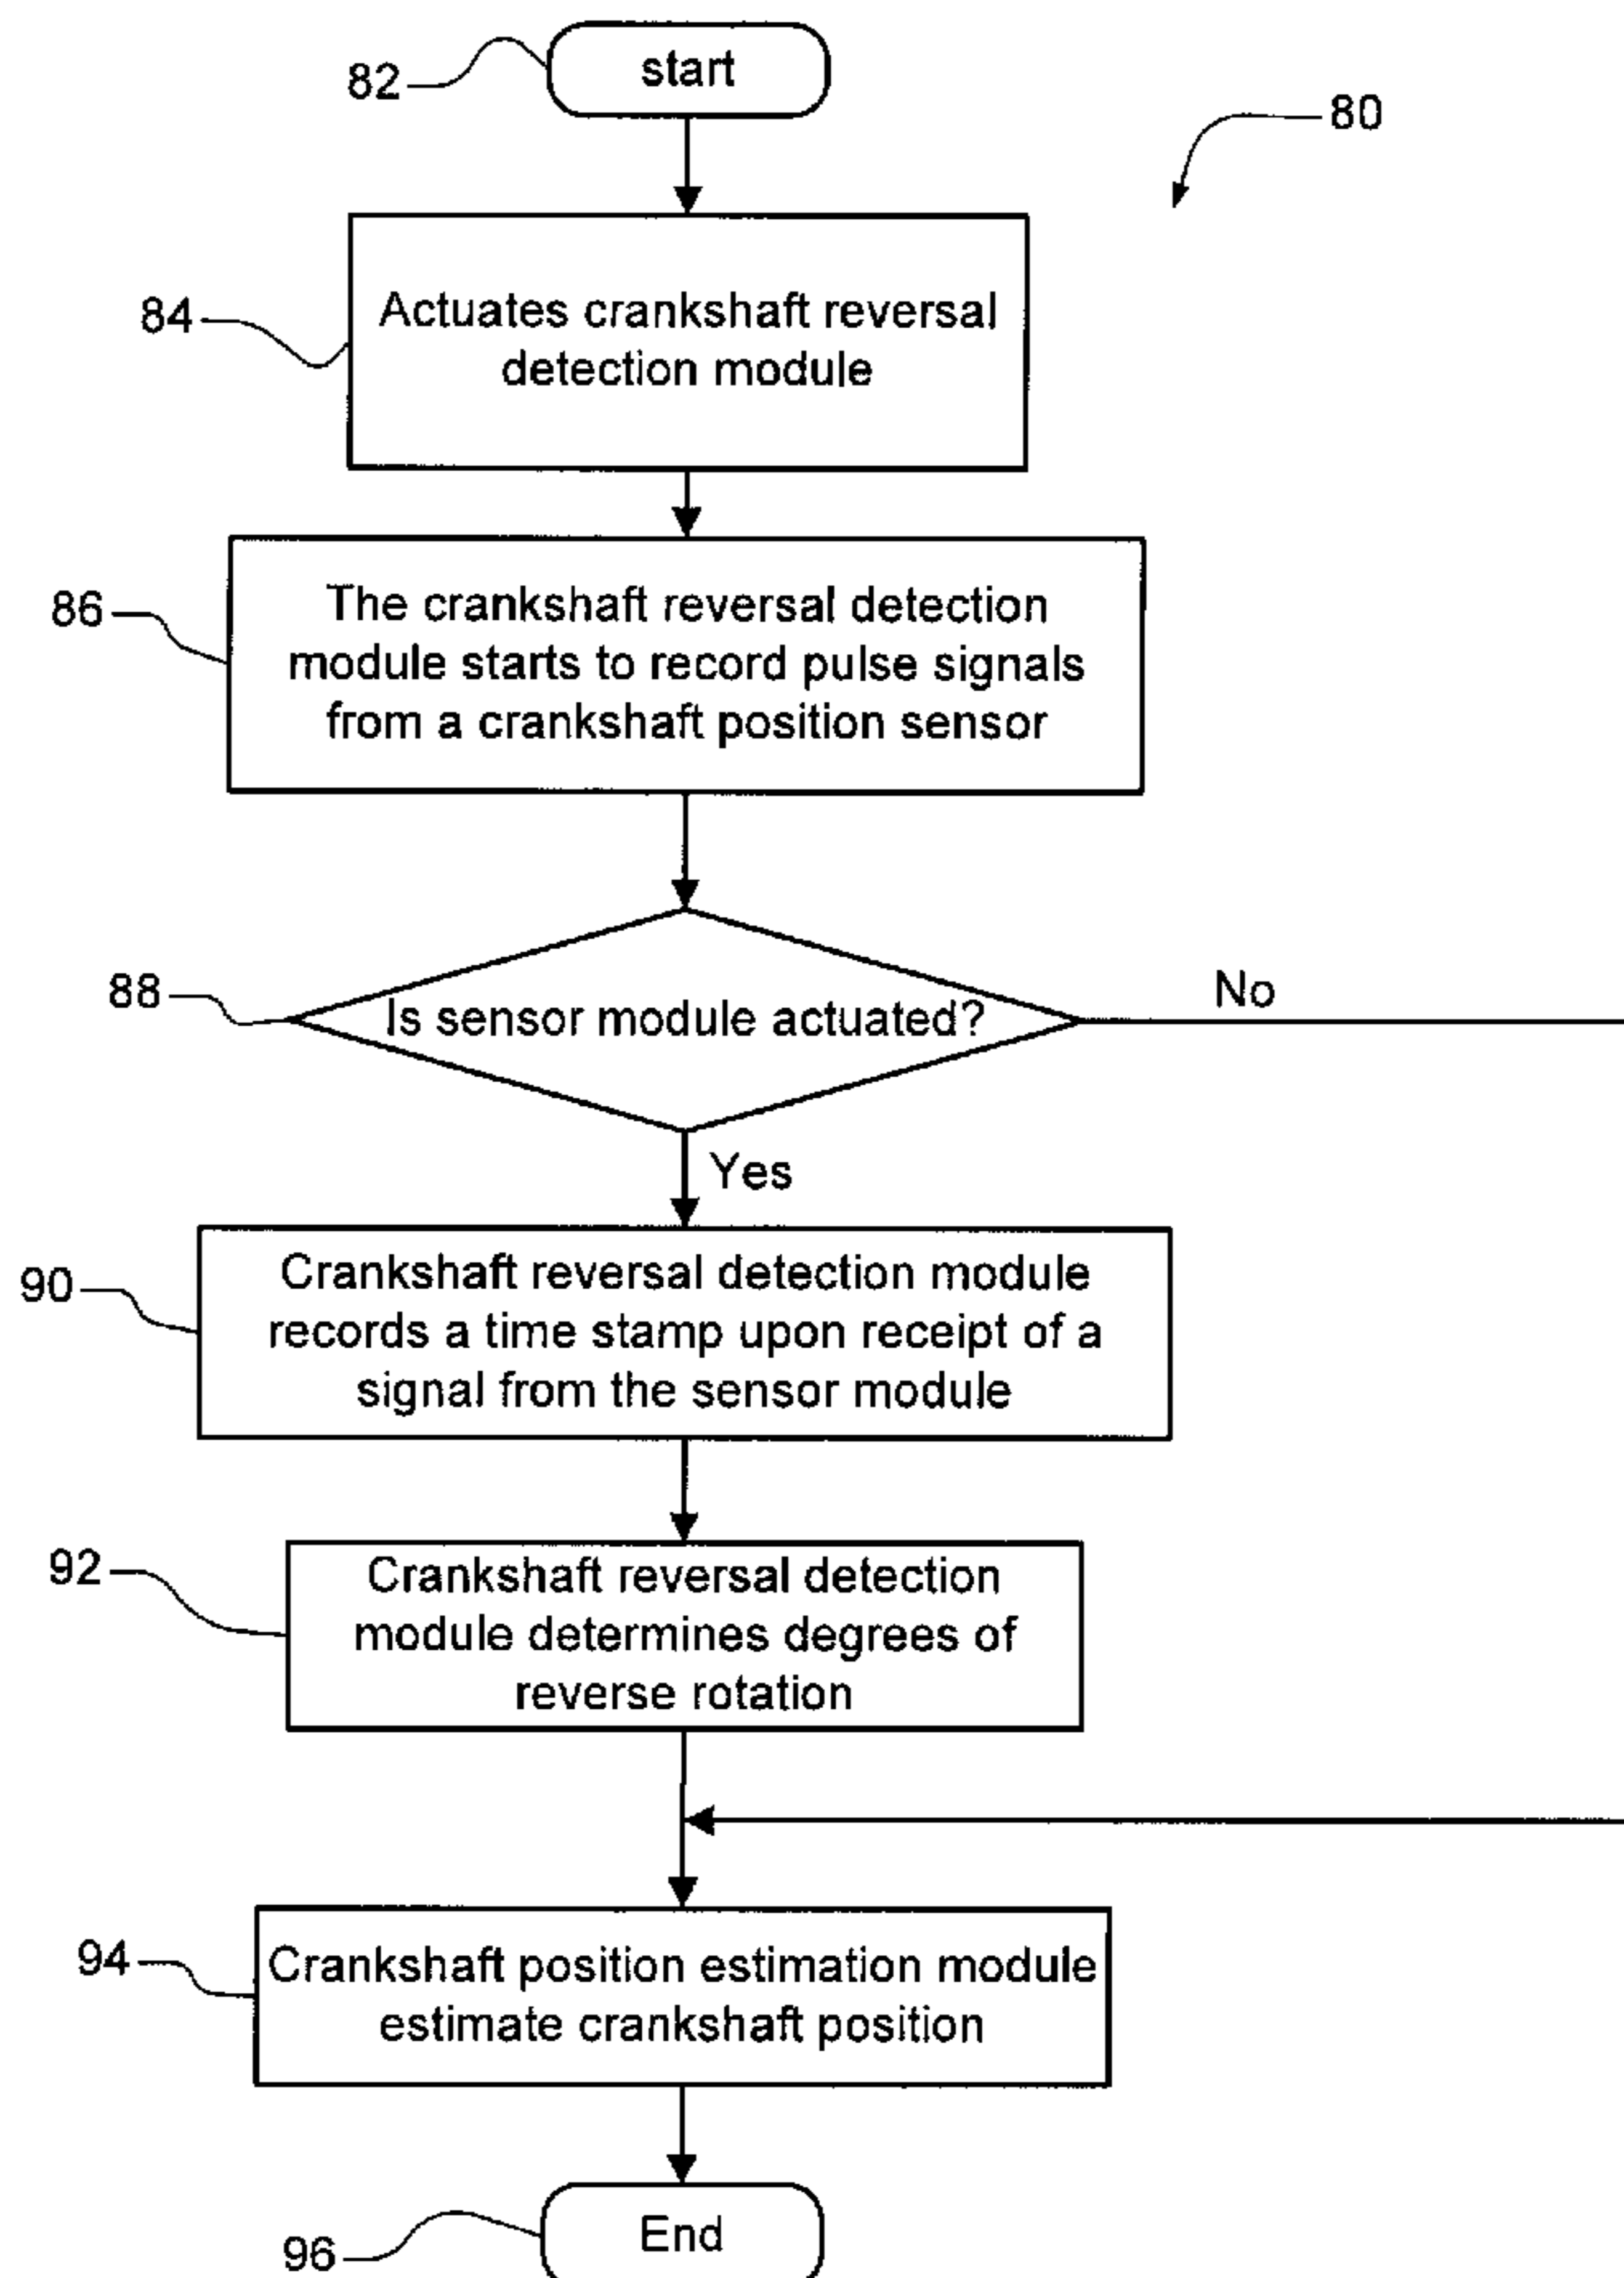 82
start
80
84
Actuates crankshaft reversal
detection module
86
The crankshaft reversal detection
module starts to record pulse signals
from a crankshaft position sensor
88
Is sensor module actuated?
No
Yes
90
Crankshaft reversal detection module
records a time stamp upon receipt of a
signal from the sensor module
92
Crankshaft reversal detection
module determines degrees of
reverse rotation
94
Crankshaft position estimation module
estimate crankshaft position
96
End